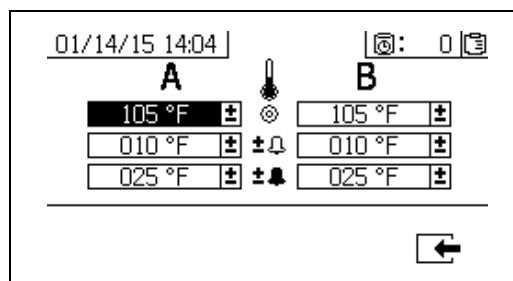 01/14/15 14:04 : 0
A B
105 °F ± 105 °F ±
010 °F ± ± 010 °F ±
025 °F ± ± 025 °F ±